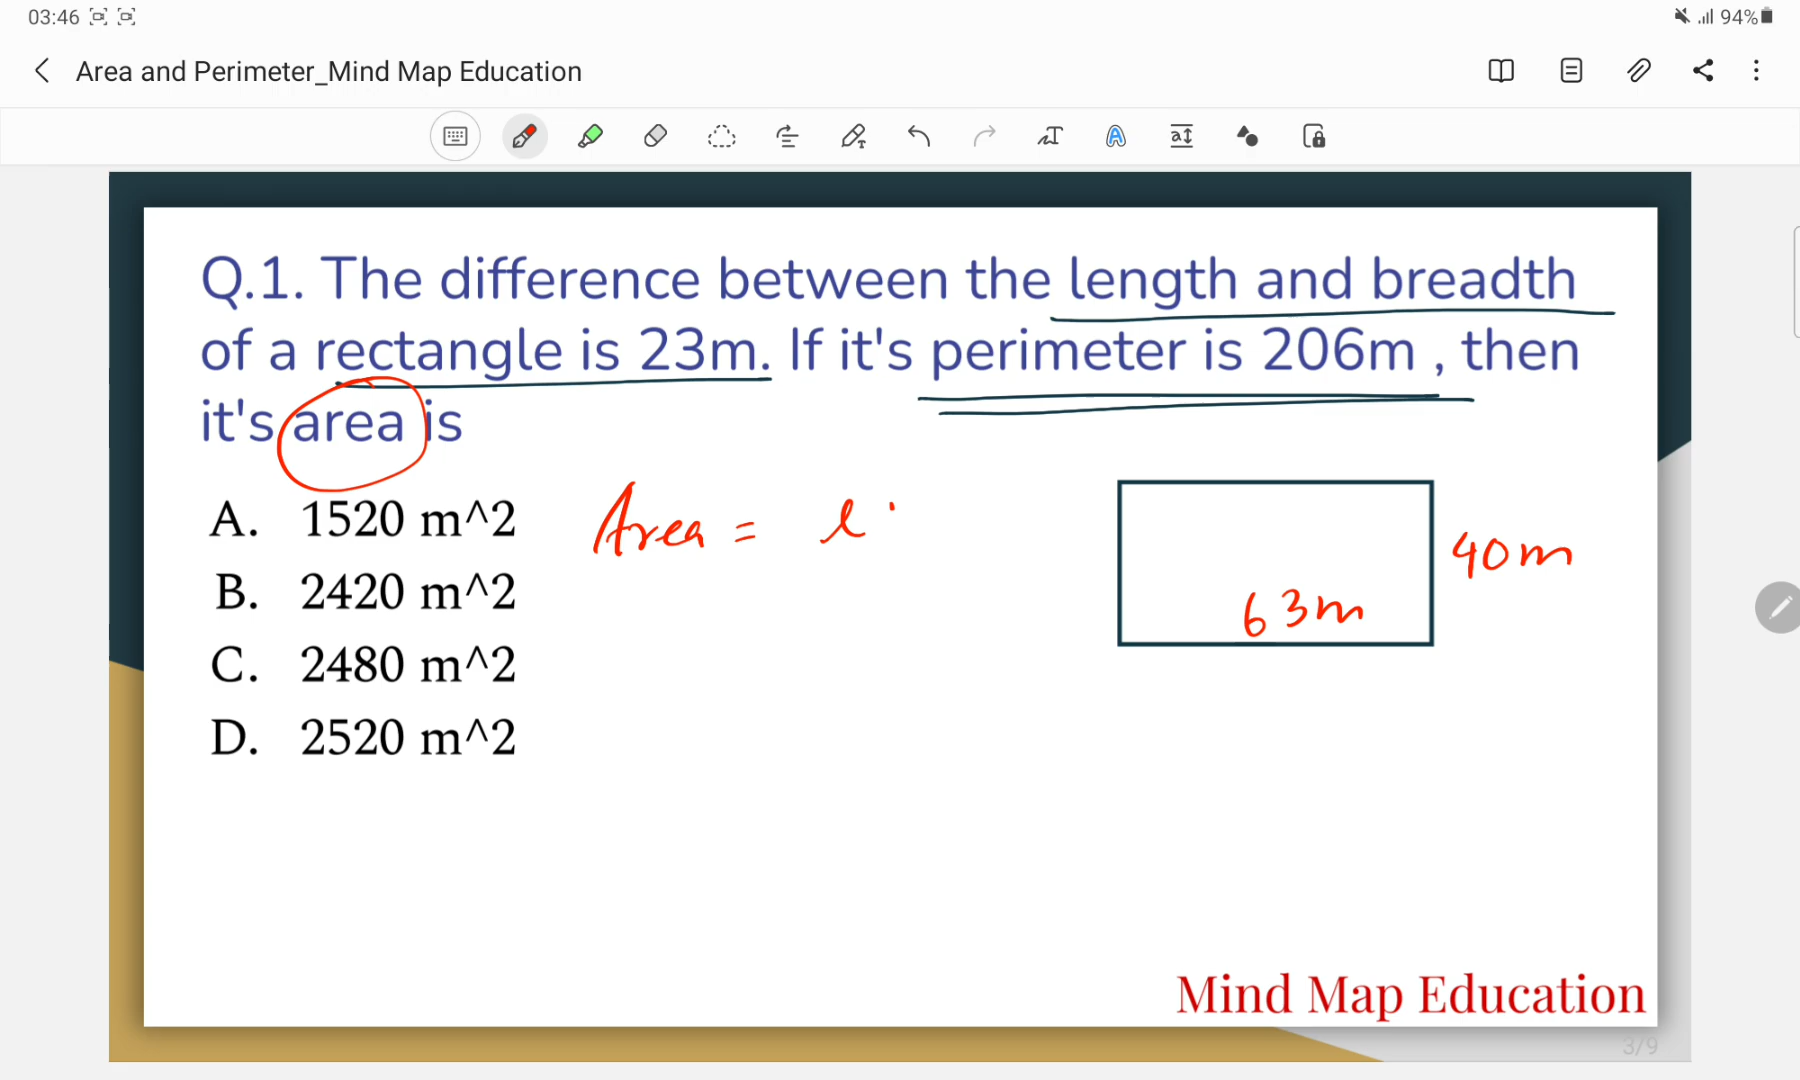 03:46
94%
Area and Perimeter_Mind Map Education
Q.1. The difference between the length and breadth
of a rectangle is 23m. If it's perimeter is 206m , then
it's area is
A. 1520 m^2
B. 2420 m^2
C. 2480 m^2
D. 2520 m^2
Area = l
40m
63m
Mind Map Education
3/9